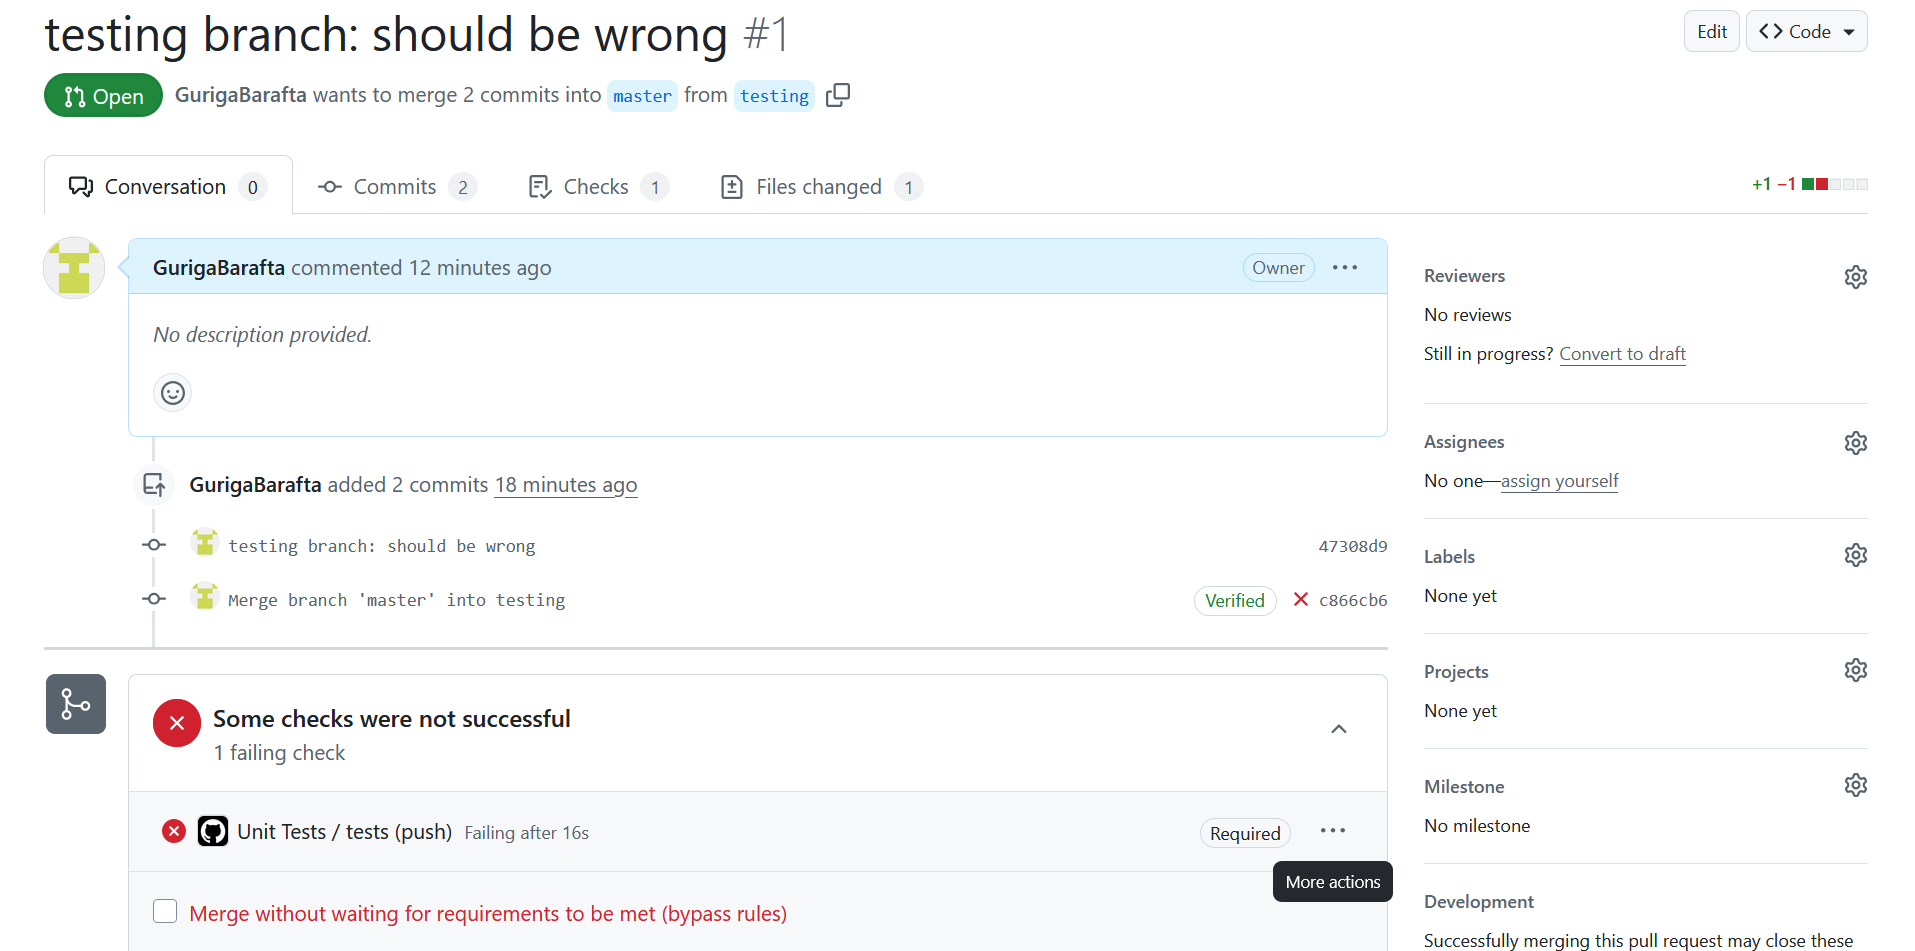 testing branch: should be wrong #1
Edit
Code
Open
GurigaBarafta wants to merge 2 commits into master from testing
Conversation 0
Commits 2
Checks 1
Files changed 1
+1 −1
GurigaBarafta commented 12 minutes ago
Owner
No description provided.
GurigaBarafta added 2 commits 18 minutes ago
testing branch: should be wrong
47308d9
Merge branch 'master' into testing
Verified
c866cb6
Some checks were not successful
1 failing check
Unit Tests / tests (push) Failing after 16s
Required
More actions
Merge without waiting for requirements to be met (bypass rules)
Reviewers
No reviews
Still in progress? Convert to draft
Assignees
No one—assign yourself
Labels
None yet
Projects
None yet
Milestone
No milestone
Development
Successfully merging this pull request may close these